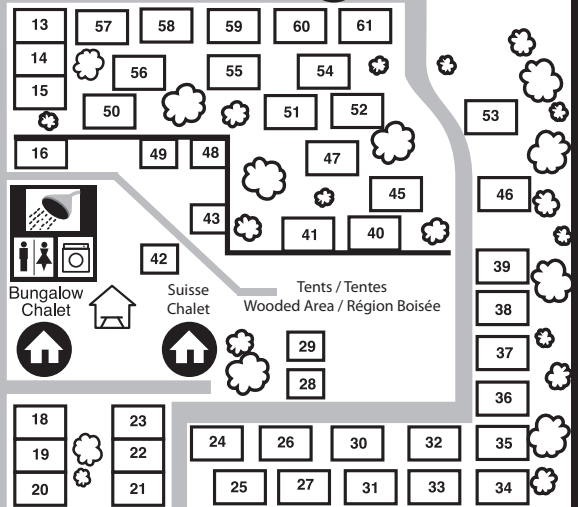 13 57 58 59 60 61
14 56 55 54
15 50 51 52 53
16 49 48 47
45 46
43
41 40
42 39
Tents / Tentes
Wooded Area / Région Boisée
Bungalow
Chalet
Suisse
Chalet
38
29 37
28 36
18 23 24 26 30 32 35
19 22
20 21 25 27 31 33 34